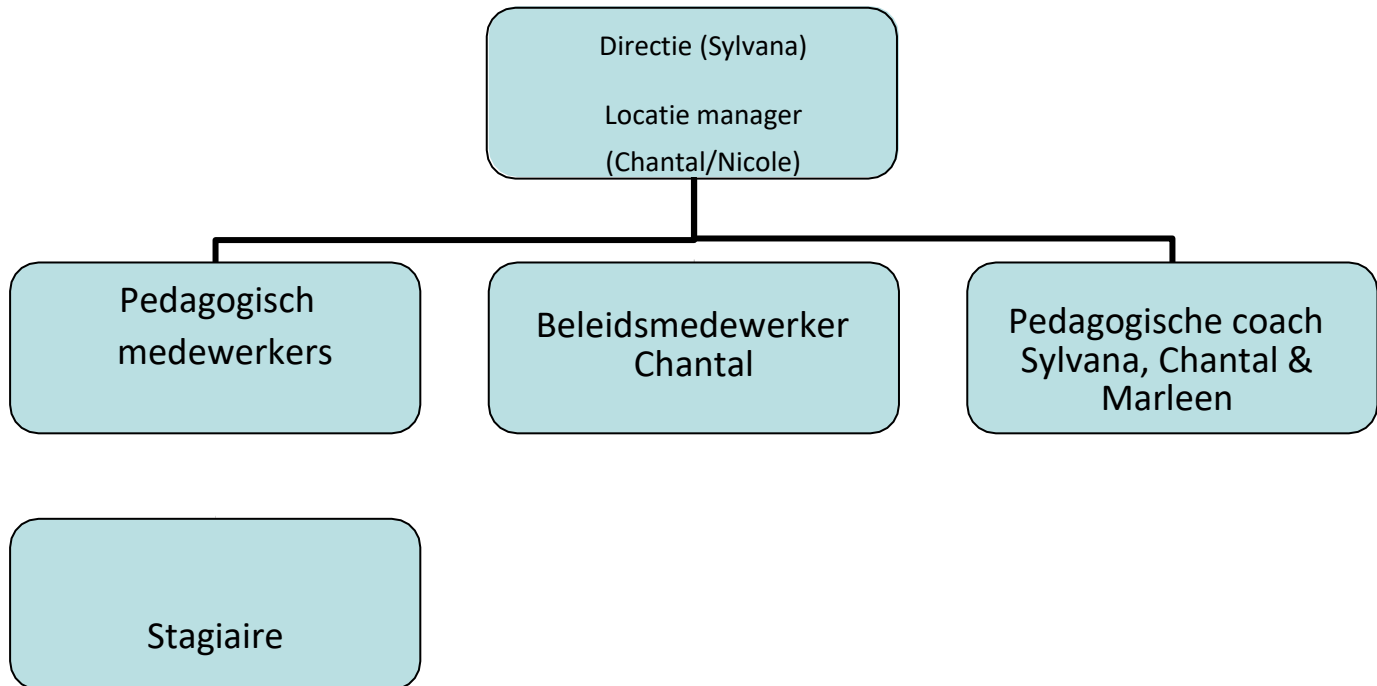 Directie (Sylvana)
Locatie manager
(Chantal/Nicole)
Pedagogisch
medewerkers
Beleidsmedewerker
Chantal
Pedagogische coach
Sylvana, Chantal &
Marleen
Stagiaire